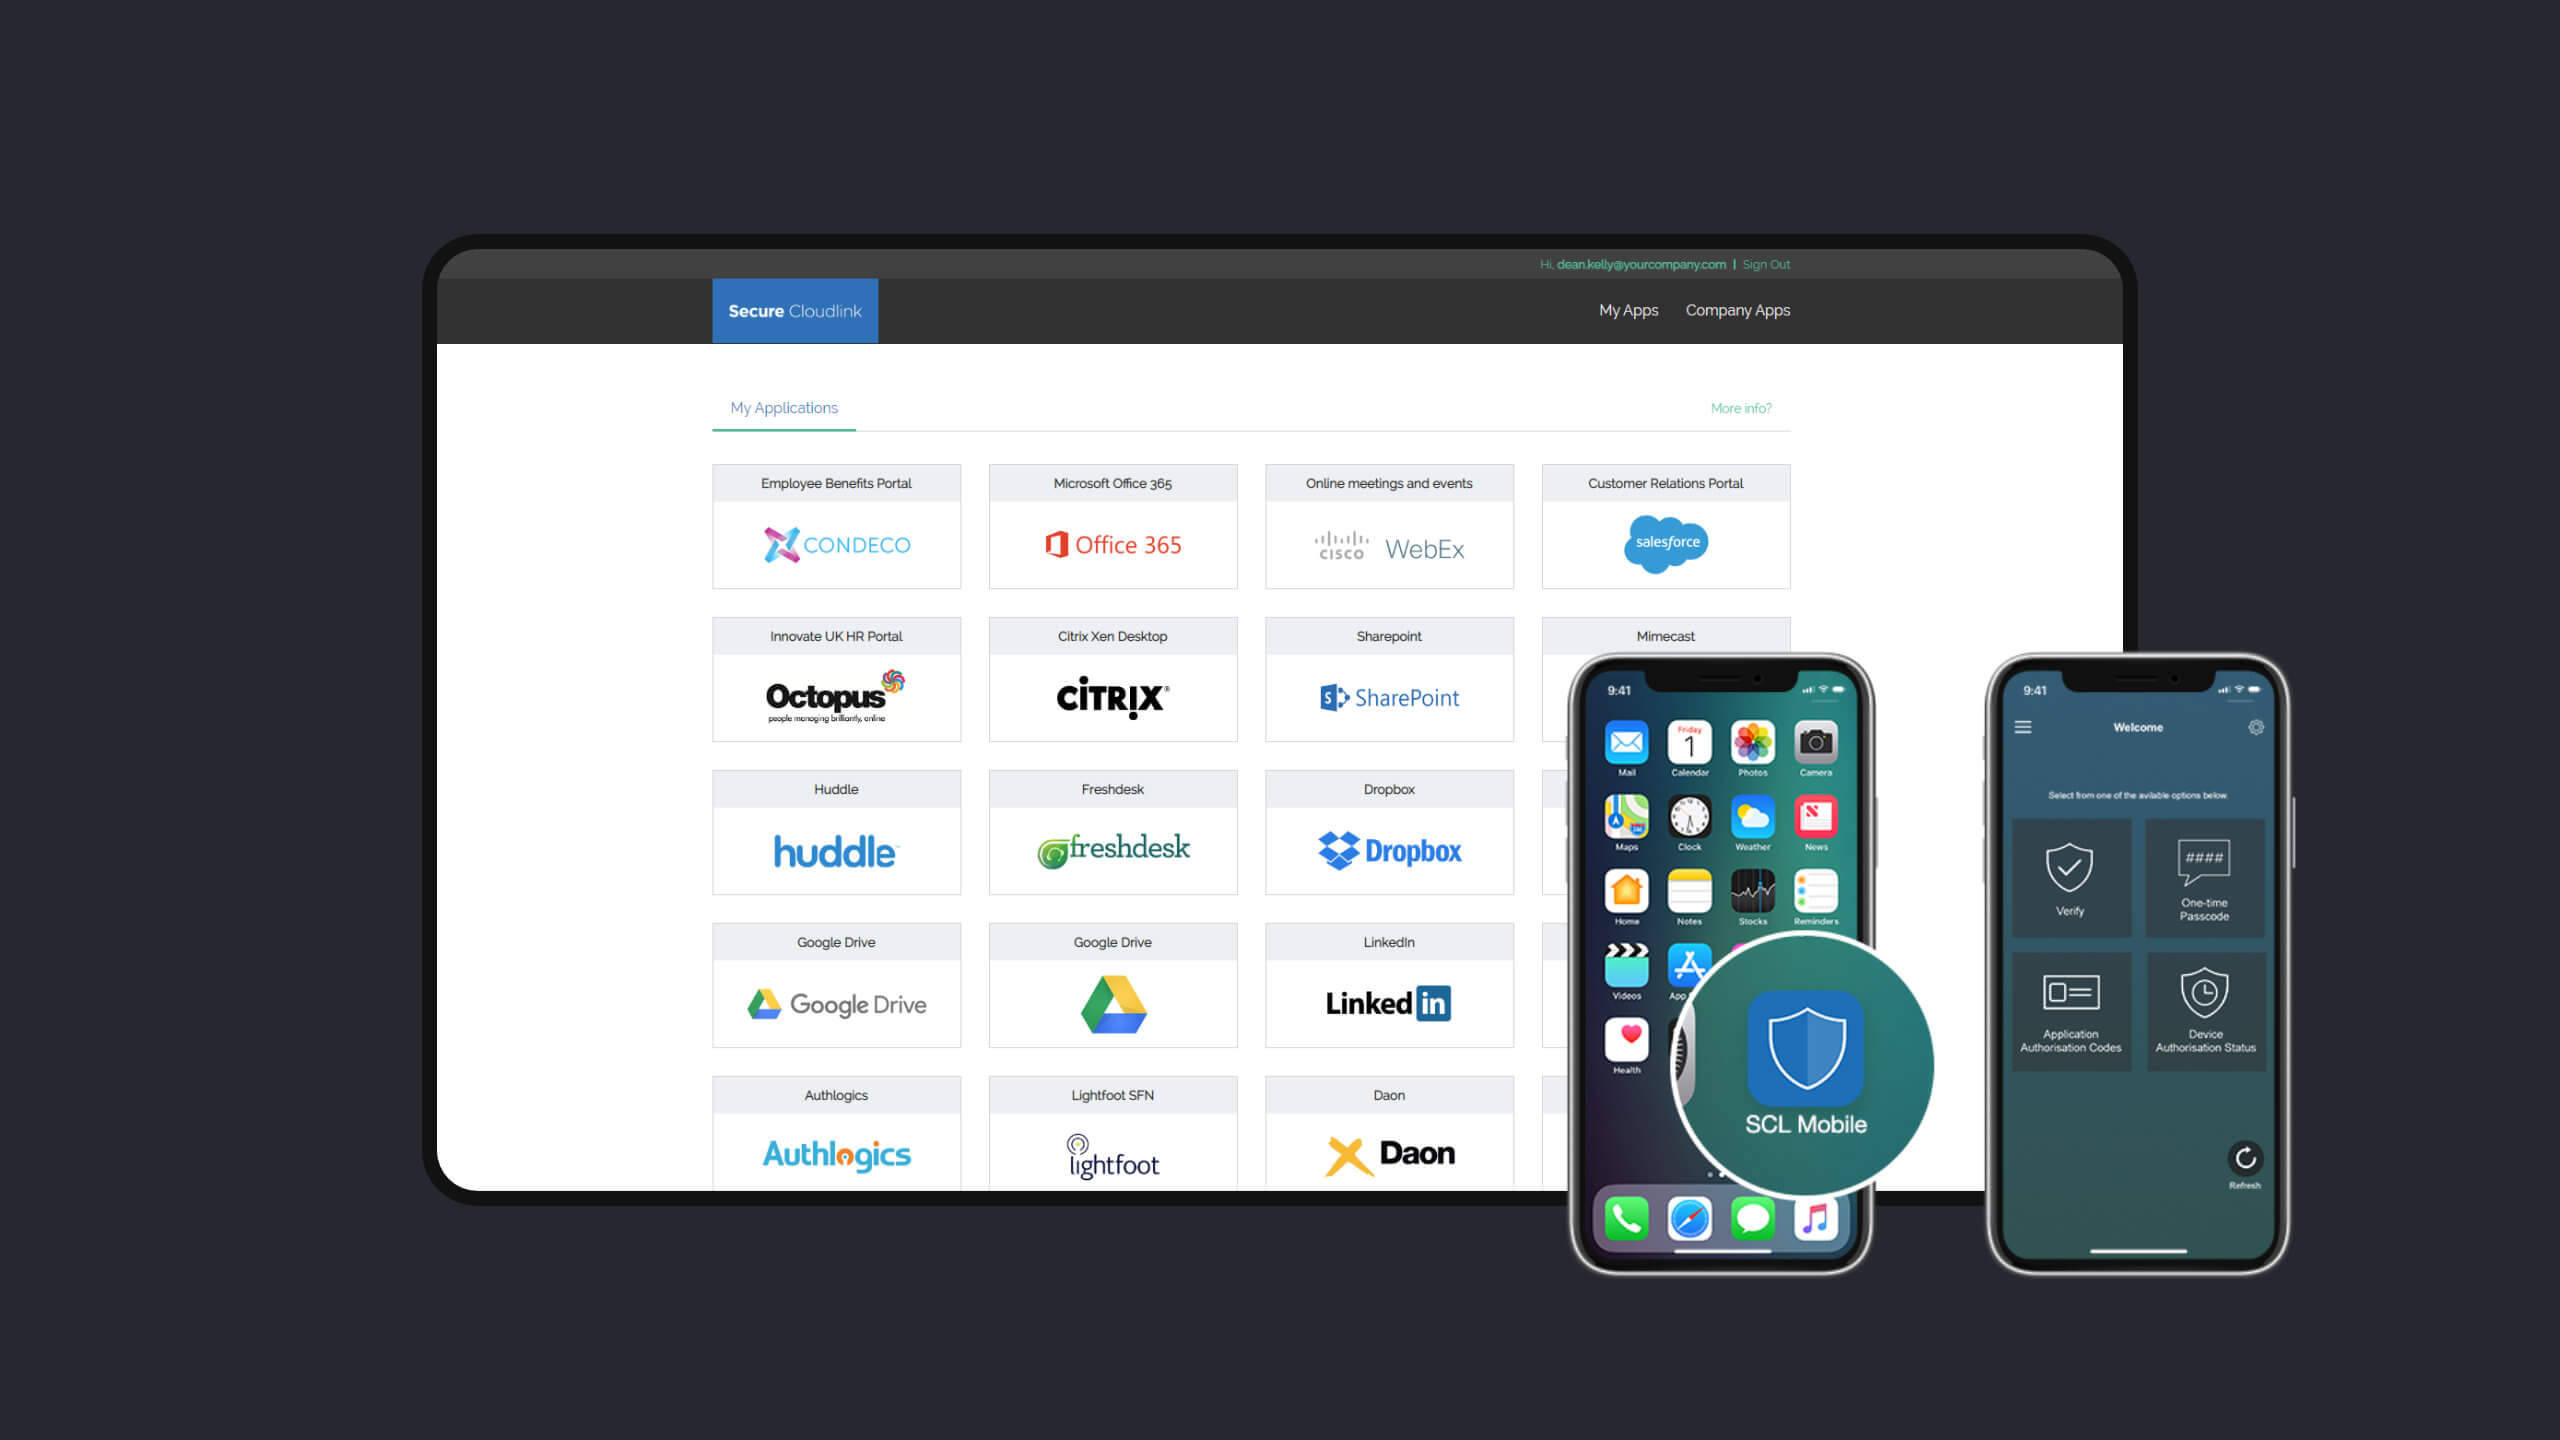 Hi, dean.kelly@yourcompany.com | Sign Out
Secure Cloudlink
My Apps Company Apps
My Applications
More info?
Employee Benefits Portal
CONDECO
Microsoft Office 365
Office 365
Online meetings and events
CISCO WebEx
Customer Relations Portal
salesforce
Innovate UK HR Portal
Octopus
people managing brilliantly, online
Citrix Xen Desktop
CİTRIX®
Sharepoint
S SharePoint
Mimecast
Huddle
huddle
Freshdesk
freshdesk
Dropbox
Dropbox
Google Drive
Google Drive
Google Drive
LinkedIn
Linked in
Authlogics
Authlogics
Lightfoot SFN
lightfoot
Daon
Daon
9:41
Friday
1
Mail
Calendar
Photos
Camera
Maps
Clock
Weather
News
Home
Notes
Stocks
Reminders
Videos
App
Health
SCL Mobile
9:41
Welcome
Select from one of the avilable options below.
Verify
####
One-time
Passcode
Application
Authorisation Codes
Device
Authorisation Status
Refresh